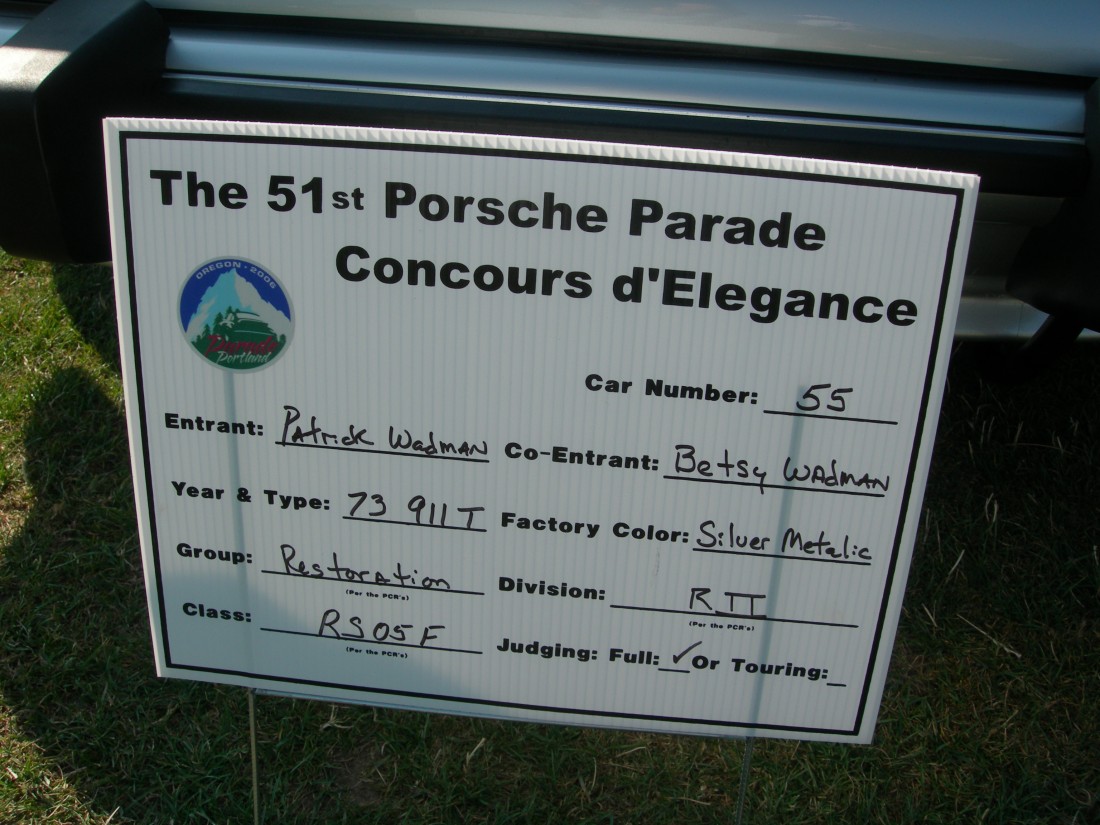 The 51st Porsche Parade
Concours d'Elegance
OREGON · 2006
Parade
Portland
Car Number: 55
Entrant: Patrick Wadman Co-Entrant: Betsy Wadman
Year & Type: 73 911T Factory Color: Silver Metalic
Group: Restoration Division: R II
(Per the PCR's) (Per the PCR's)
Class: RS05F Judging: Full: ✓ Or Touring:
(Per the PCR's)